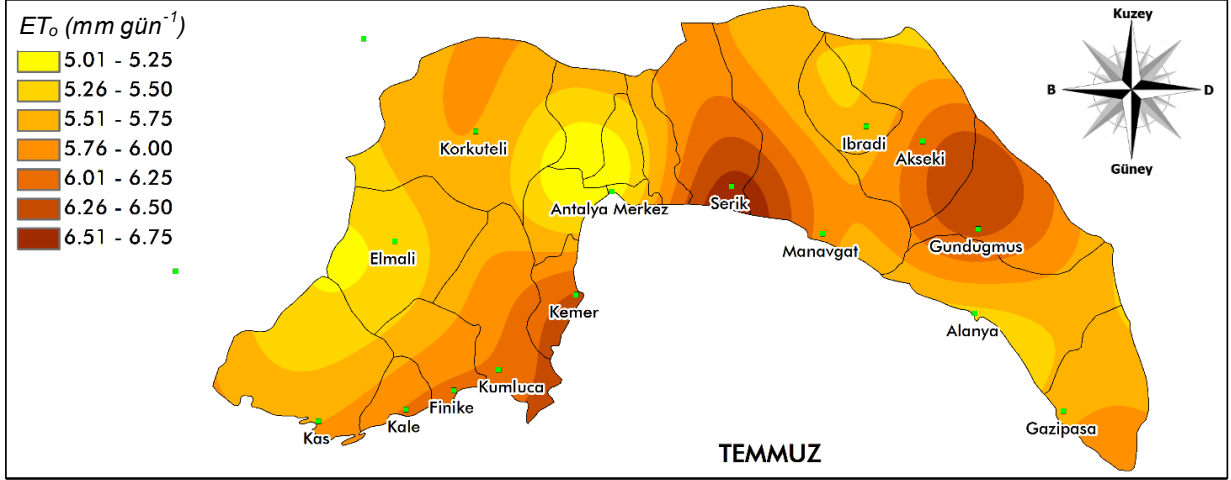 ETₒ (mm gün⁻¹)
5.01 - 5.25
5.26 - 5.50
5.51 - 5.75
5.76 - 6.00
6.01 - 6.25
6.26 - 6.50
6.51 - 6.75
Kuzey
B
D
Güney
Korkuteli
Ibradi
Akseki
Antalya Merkez
Serik
Elmali
Manavgat
Gundugmus
Kemer
Alanya
Kumluca
Finike
Kale
Kas
Gazipasa
TEMMUZ